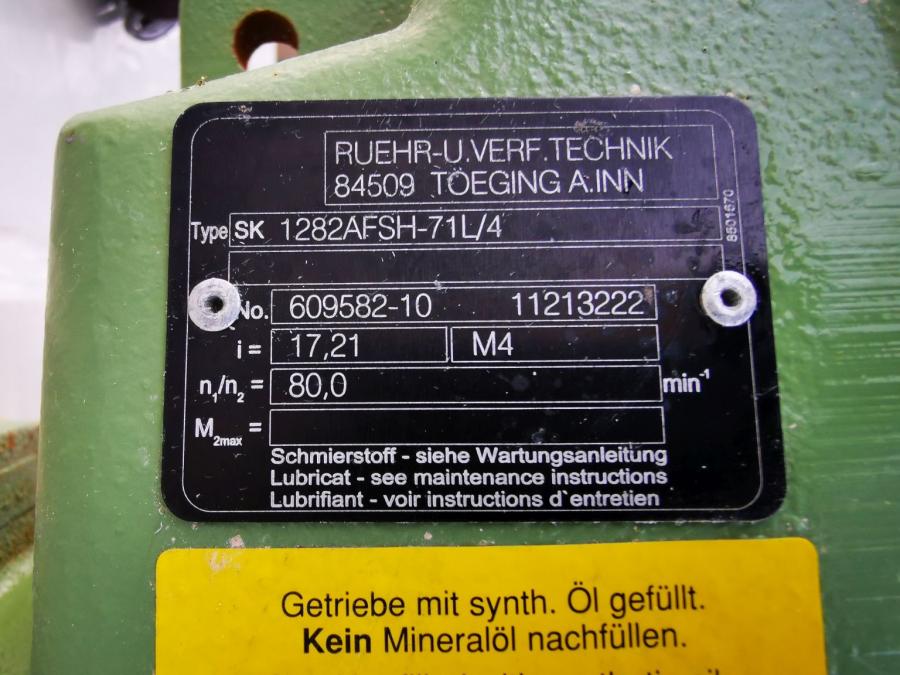 RUEHR-U.VERF.TECHNIK
84509 TOEGING A.INN
Type SK 1282AFSH-71L/4
No. 609582-10 11213222
i = 17,21 M4
n1/n2 = 80,0 min-1
M2max =
Schmierstoff - siehe Wartungsanleitung
Lubricat - see maintenance instructions
Lubrifiant - voir instructions d`entretien
Getriebe mit synth. Öl gefüllt.
Kein Mineralöl nachfüllen.